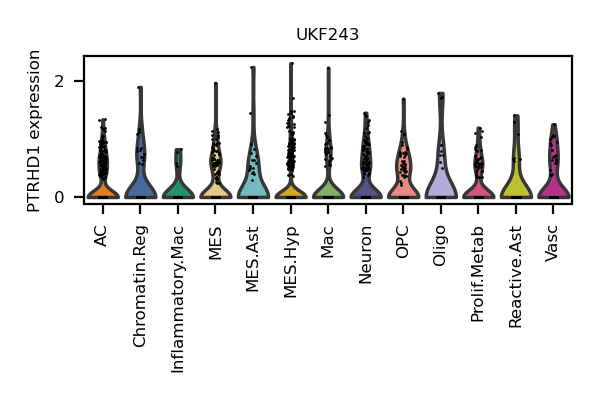 UKF243
PTRHD1 expression
2
0
AC
Chromatin.Reg
Inflammatory.Mac
MES
MES.Ast
MES.Hyp
Mac
Neuron
OPC
Oligo
Prolif.Metab
Reactive.Ast
Vasc